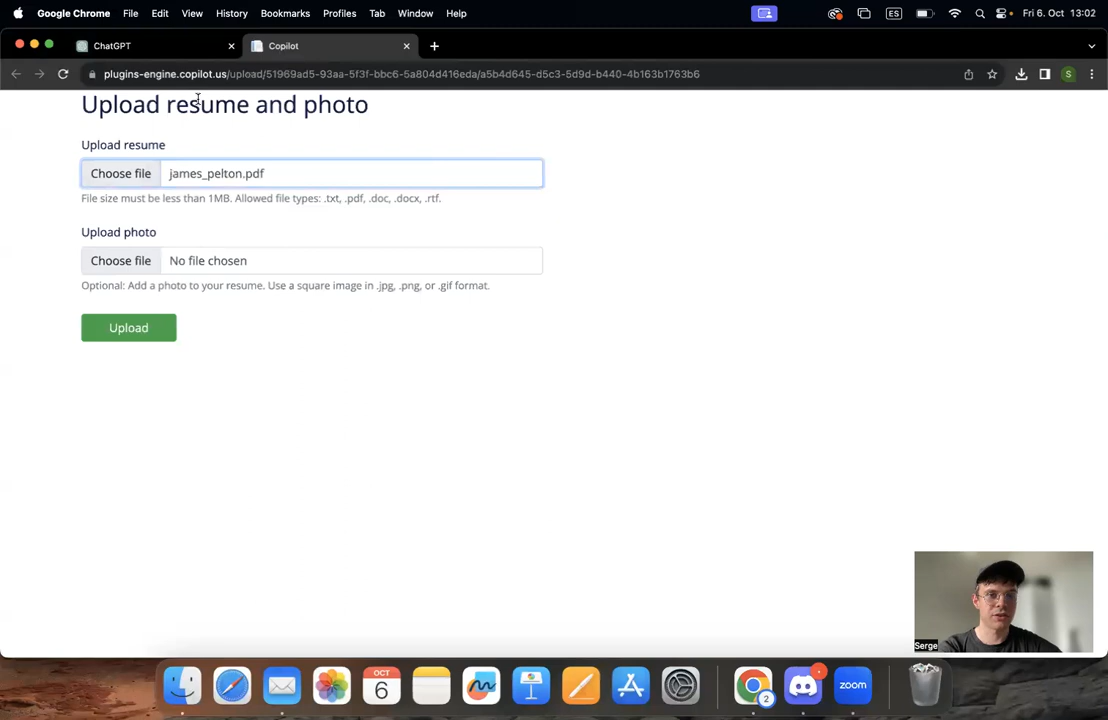 Google Chrome File Edit View History Bookmarks Profiles Tab Window Help ES Fri 6. Oct 13:02
ChatGPT Copilot
plugins-engine.copilot.us/upload/51969ad5-93aa-5f3f-bbc6-5a804d416eda/a5b4d645-d5c3-5d9d-b440-4b163b1763b6 S
Upload resume and photo
Upload resume
Choose file james_pelton.pdf
File size must be less than 1MB. Allowed file types: .txt, .pdf, .doc, .docx, .rtf.
Upload photo
Choose file No file chosen
Optional: Add a photo to your resume. Use a square image in .jpg, .png, or .gif format.
Upload
Serge
OCT
6
zoom
2